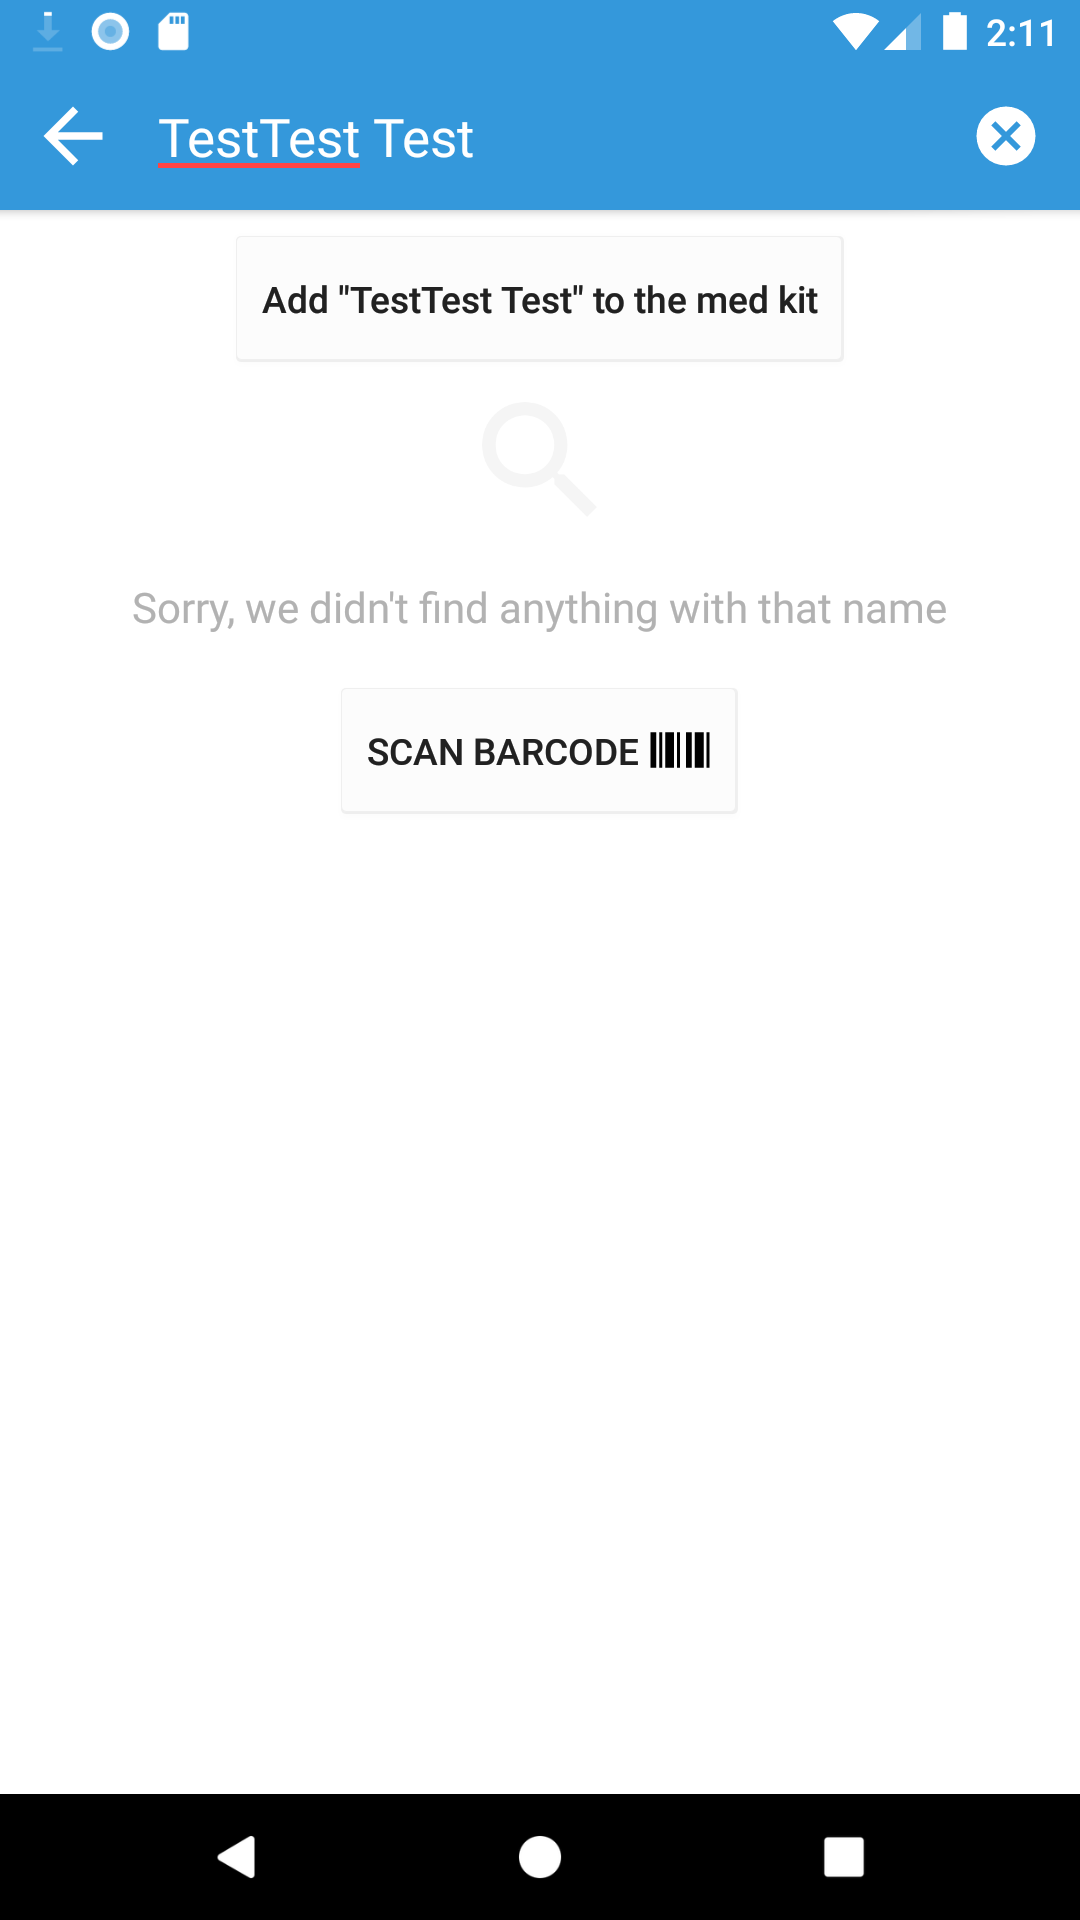 2:11
TestTest Test
Add "TestTest Test" to the med kit
Sorry, we didn't find anything with that name
SCAN BARCODE